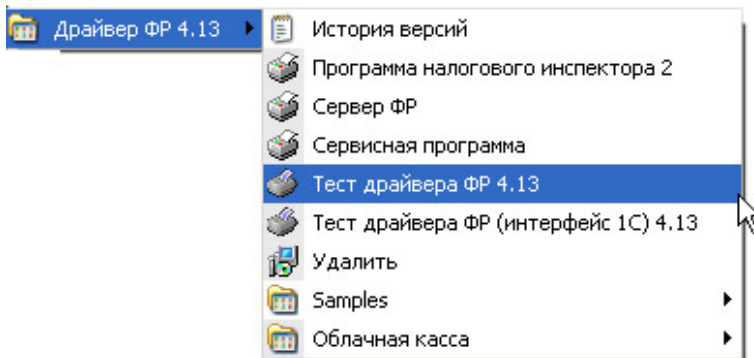 Драйвер ФР 4.13
История версий
Программа налогового инспектора 2
Сервер ФР
Сервисная программа
Тест драйвера ФР 4.13
Тест драйвера ФР (интерфейс 1С) 4.13
Удалить
Samples
Облачная касса